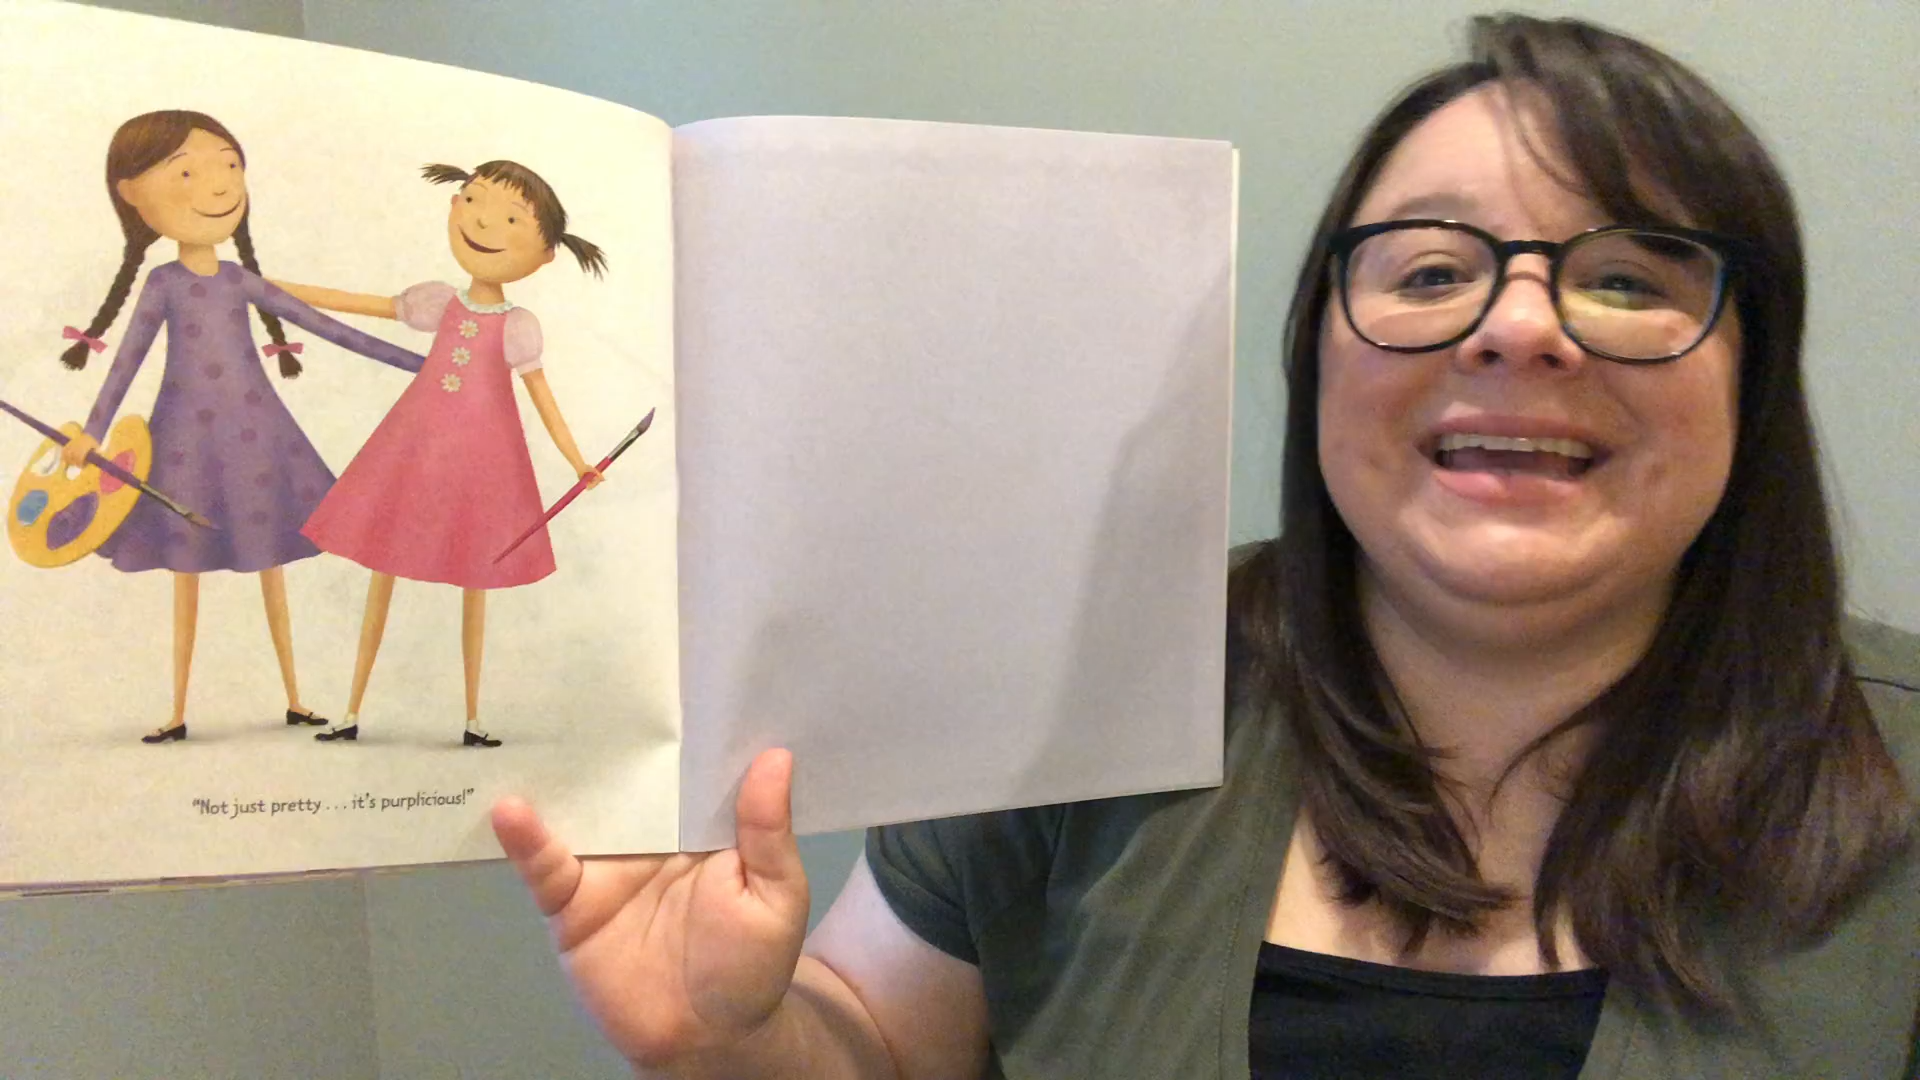 “Not just pretty . . . it’s purplicious!”